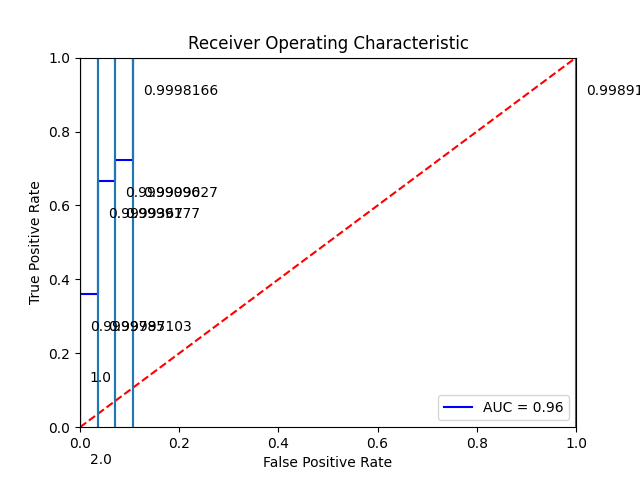 Receiver Operating Characteristic
1.0
0.9998166
0.99891
0.8
0.6
True Positive Rate
0.4
0.2
1.0
AUC = 0.96
0.0
0.0 0.2 0.4 0.6 0.8 1.0
2.0
False Positive Rate